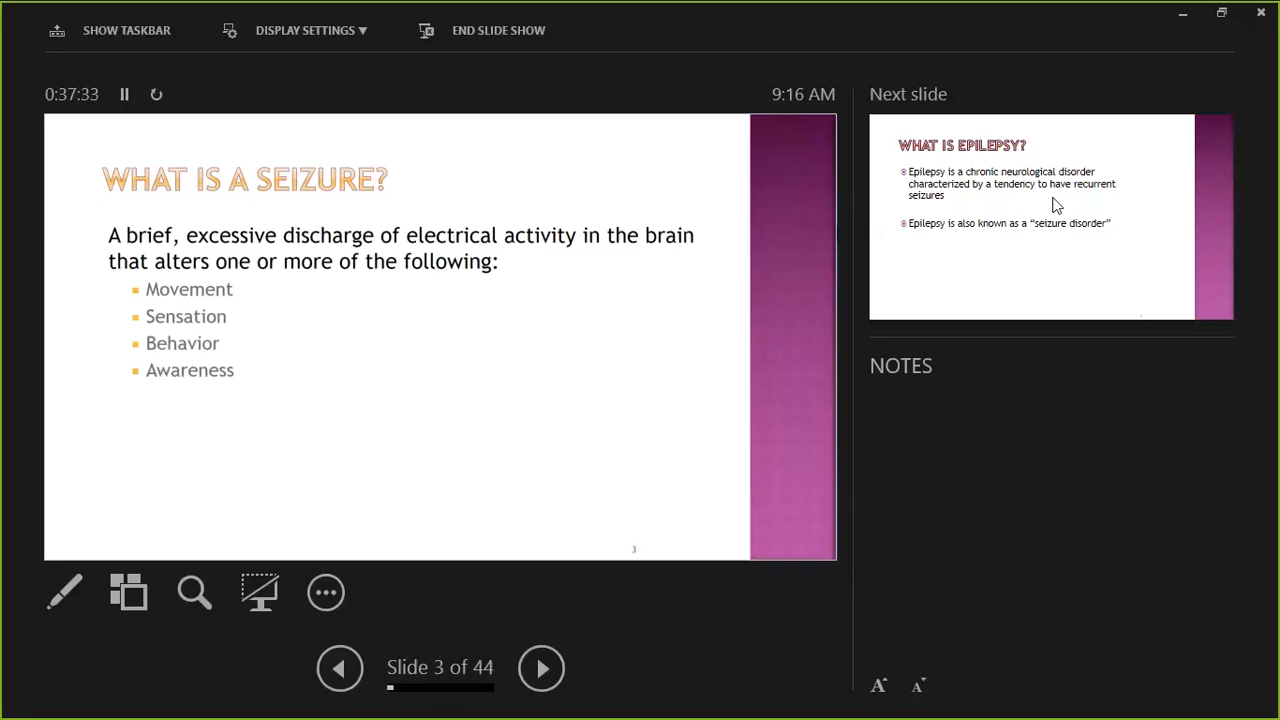 SHOW TASKBAR
DISPLAY SETTINGS ▼
END SLIDE SHOW
0:37:33
9:16 AM
WHAT IS A SEIZURE?
A brief, excessive discharge of electrical activity in the brain
that alters one or more of the following:
Movement
Sensation
Behavior
Awareness
3
Next slide
WHAT IS EPILEPSY?
Epilepsy is a chronic neurological disorder
characterized by a tendency to have recurrent
seizures
Epilepsy is also known as a “seizure disorder”
NOTES
Slide 3 of 44
A A